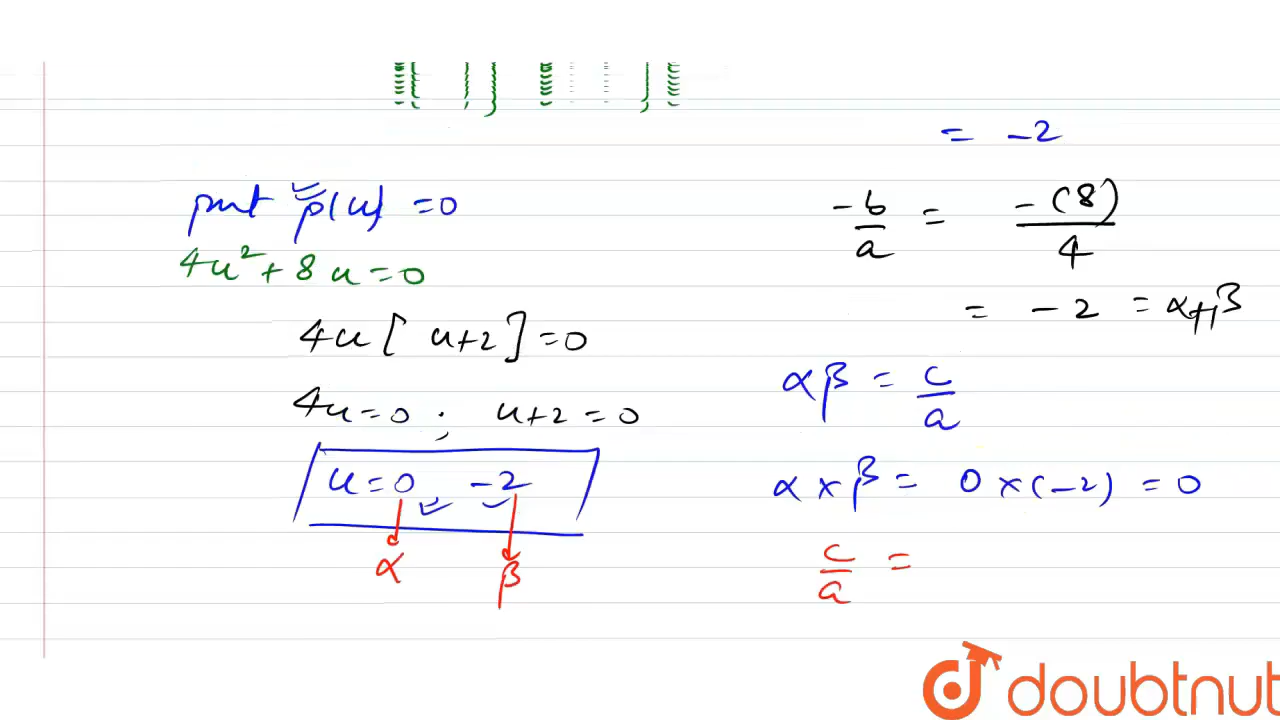 put p(u) = 0
4u² + 8u = 0
4u [ u+2 ] = 0
4u = 0 ; u+2 = 0
u = 0 -2
α β
= -2
-b/a = -(8)/4
= -2 = α+β
αβ = c/a
α × β = 0 × (-2) = 0
c/a =
doubtnut